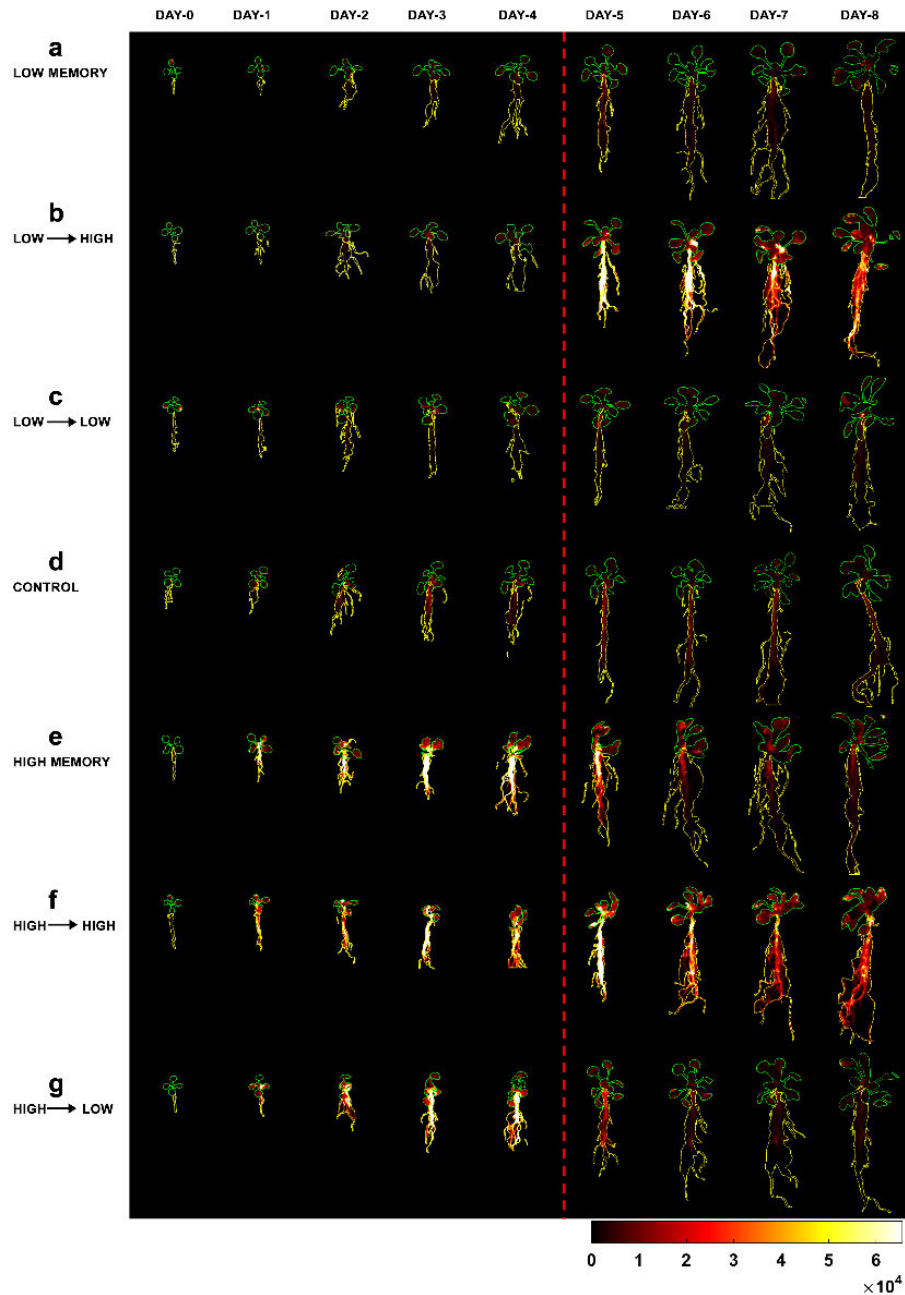 DAY-0 DAY-1 DAY-2 DAY-3 DAY-4 DAY-5 DAY-6 DAY-7 DAY-8
a
LOW MEMORY
b
LOW → HIGH
c
LOW → LOW
d
CONTROL
e
HIGH MEMORY
f
HIGH → HIGH
g
HIGH → LOW
0 1 2 3 4 5 6
×10⁴